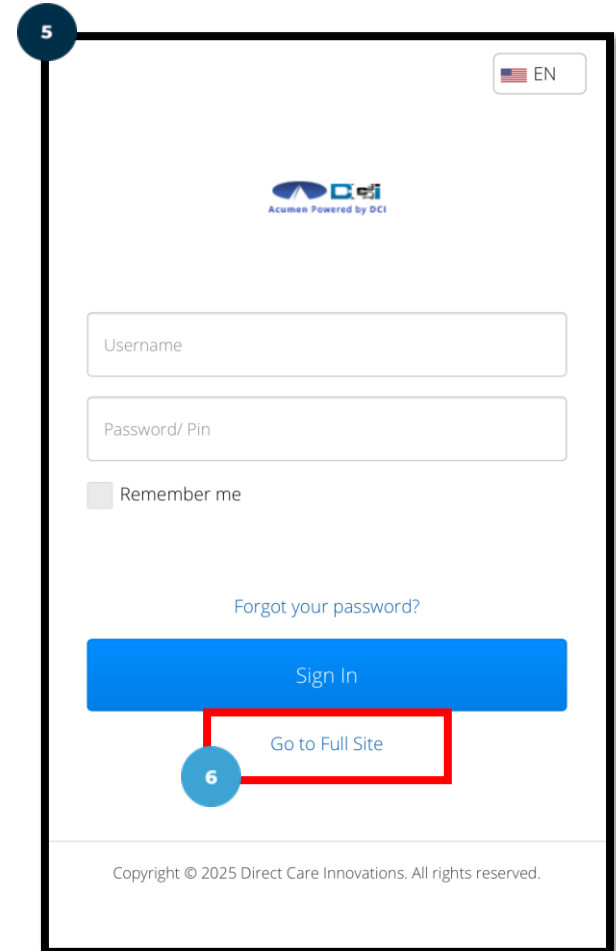 5
EN
DCI
Acumen Powered by DCI
Username
Password/ Pin
Remember me
Forgot your password?
Sign In
Go to Full Site
6
Copyright © 2025 Direct Care Innovations. All rights reserved.